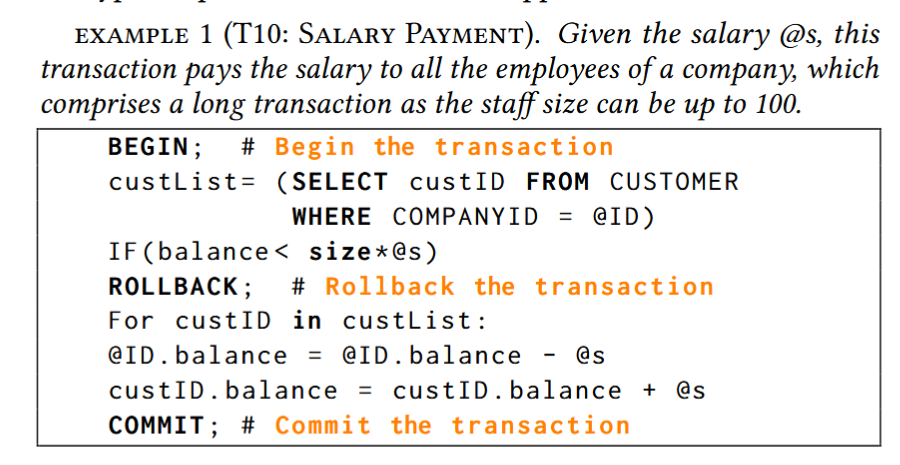 EXAMPLE 1 (T10: SALARY PAYMENT). Given the salary @s, this
transaction pays the salary to all the employees of a company, which
comprises a long transaction as the staff size can be up to 100.
BEGIN;  # Begin the transaction
custList= (SELECT custID FROM CUSTOMER
WHERE COMPANYID = @ID)
IF(balance< size*@s)
ROLLBACK;  # Rollback the transaction
For custID in custList:
@ID.balance = @ID.balance - @s
custID.balance = custID.balance + @s
COMMIT; # Commit the transaction